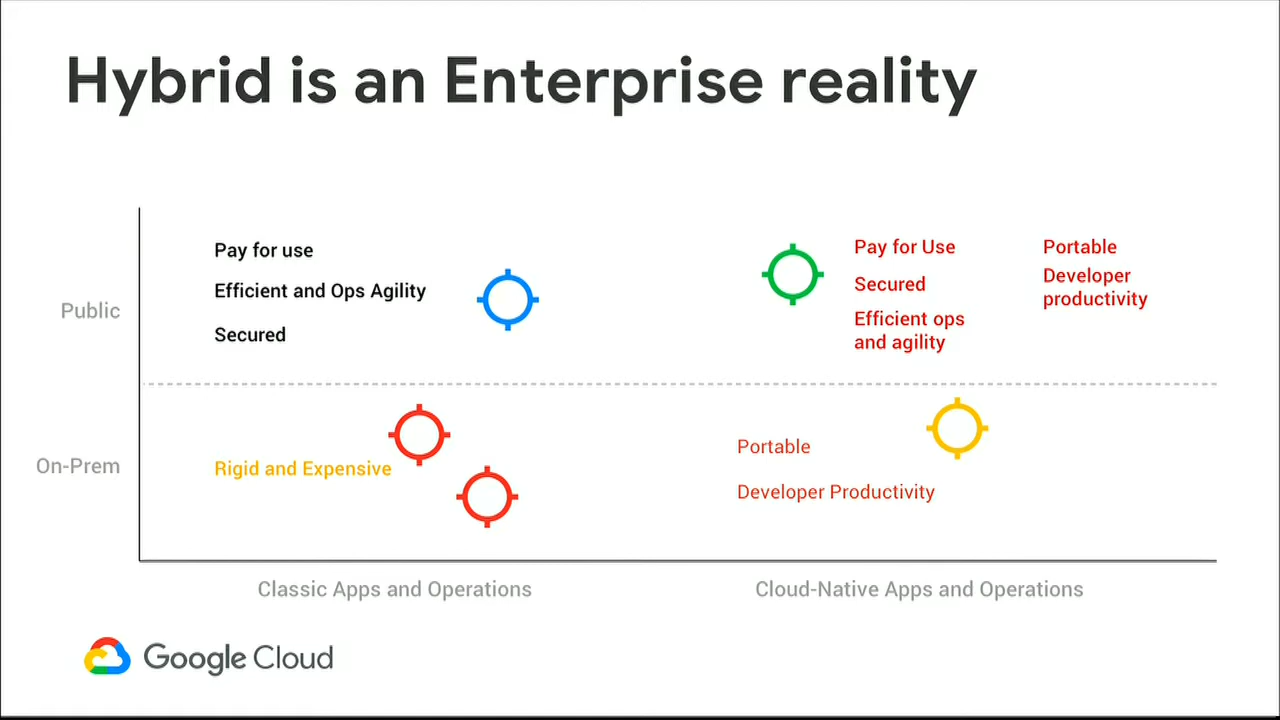 Hybrid is an Enterprise reality
Public
Pay for use
Efficient and Ops Agility
Secured
Pay for Use
Secured
Efficient ops
and agility
Portable
Developer
productivity
On-Prem
Rigid and Expensive
Portable
Developer Productivity
Classic Apps and Operations
Cloud-Native Apps and Operations
Google Cloud